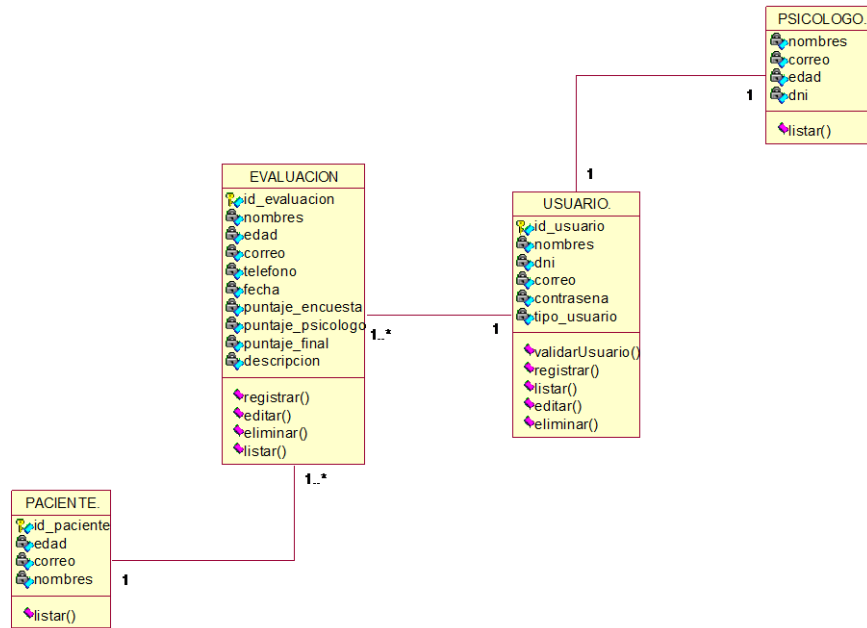 PSICOLOGO.
nombres
correo
edad
dni
listar()
1
1
EVALUACION
id_evaluacion
nombres
edad
correo
telefono
fecha
puntaje_encuesta
puntaje_psicologo
puntaje_final
descripcion
registrar()
editar()
eliminar()
listar()
1..*
1
USUARIO.
id_usuario
nombres
dni
correo
contrasena
tipo_usuario
validarUsuario()
registrar()
listar()
editar()
eliminar()
1..*
PACIENTE.
id_paciente
edad
correo
nombres
listar()
1